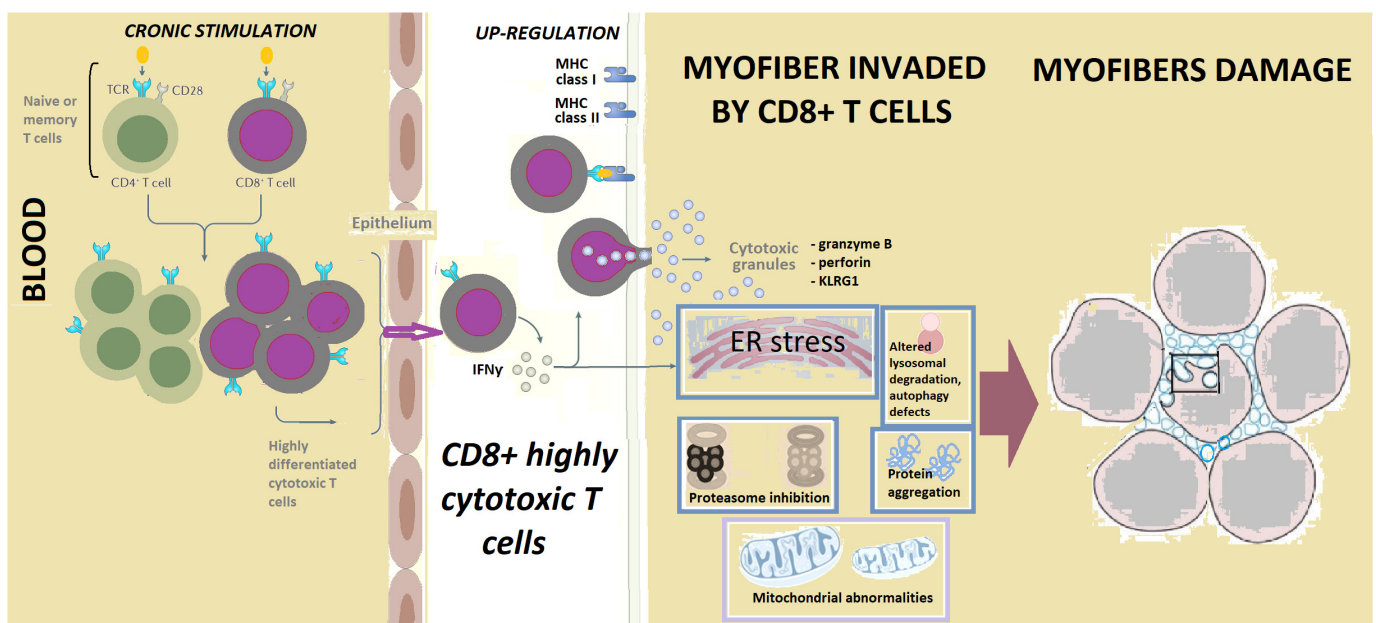 CRONIC STIMULATION
TCR
CD28
Naive or
memory
T cells
CD4⁺ T cell
CD8⁺ T cell
BLOOD
Epithelium
Highly
differentiated
cytotoxic T
cells
UP-REGULATION
MHC
class I
MHC
class II
IFNγ
CD8+ highly
cytotoxic T
cells
MYOFIBER INVADED
BY CD8+ T CELLS
Cytotoxic
granules
- granzyme B
- perforin
- KLRG1
ER stress
Altered
lysosomal
degradation,
autophagy
defects
Proteasome inhibition
Protein
aggregation
Mitochondrial abnormalities
MYOFIBERS DAMAGE